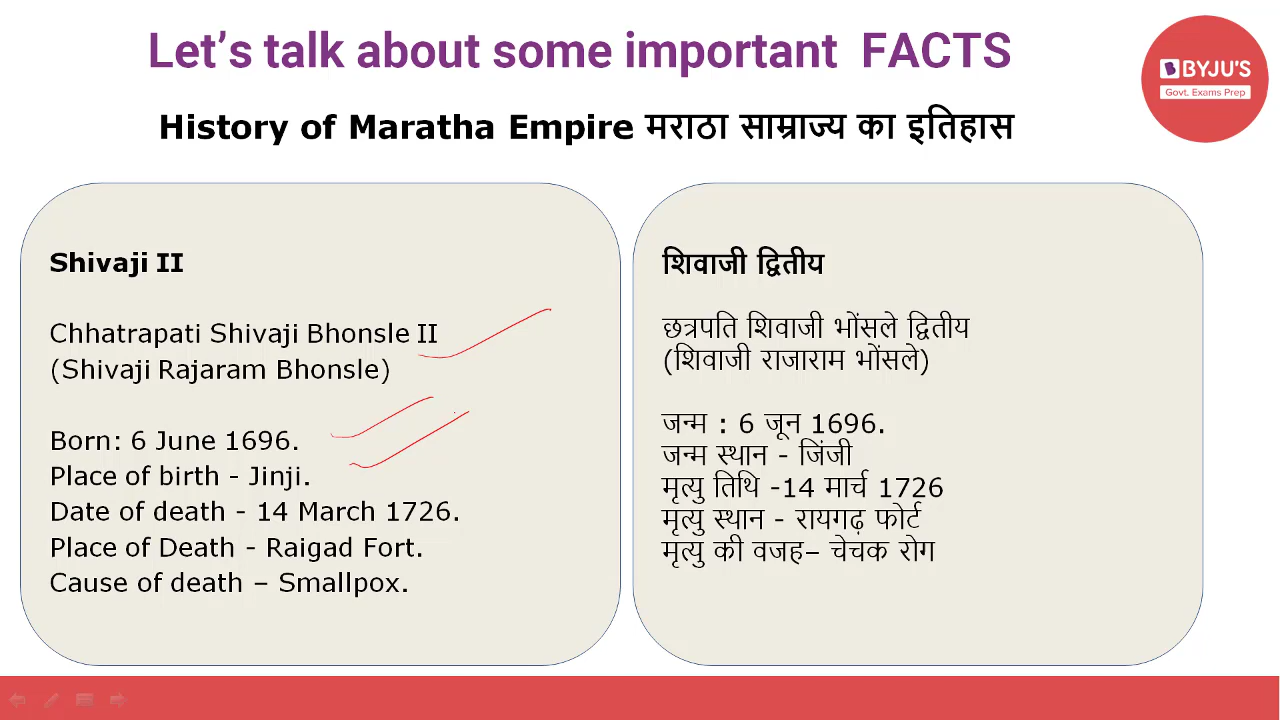 Let's talk about some important FACTS
BYJU'S
Govt. Exams Prep
History of Maratha Empire मराठा साम्राज्य का इतिहास
Shivaji II
Chhatrapati Shivaji Bhonsle II
(Shivaji Rajaram Bhonsle)
Born: 6 June 1696.
Place of birth - Jinji.
Date of death - 14 March 1726.
Place of Death - Raigad Fort.
Cause of death – Smallpox.
शिवाजी द्वितीय
छत्रपति शिवाजी भोंसले द्वितीय
(शिवाजी राजाराम भोंसले)
जन्म : 6 जून 1696.
जन्म स्थान - जिंजी
मृत्यु तिथि -14 मार्च 1726
मृत्यु स्थान - रायगढ़ फोर्ट
मृत्यु की वजह– चेचक रोग